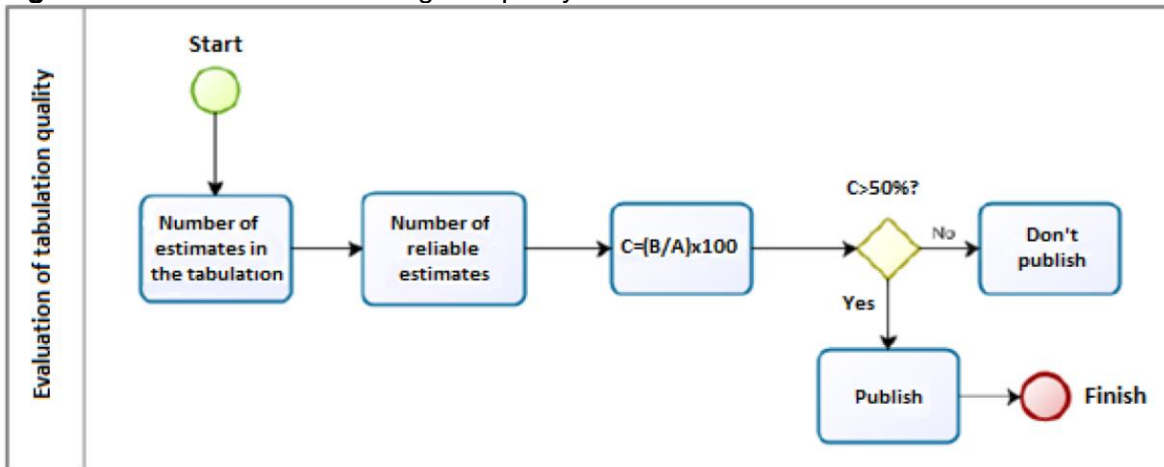 Evaluation of tabulation quality
Start
Number of
estimates in
the tabulation
Number of
reliable
estimates
C=(B/A)x100
C>50%?
No
Don't
publish
Yes
Publish
Finish